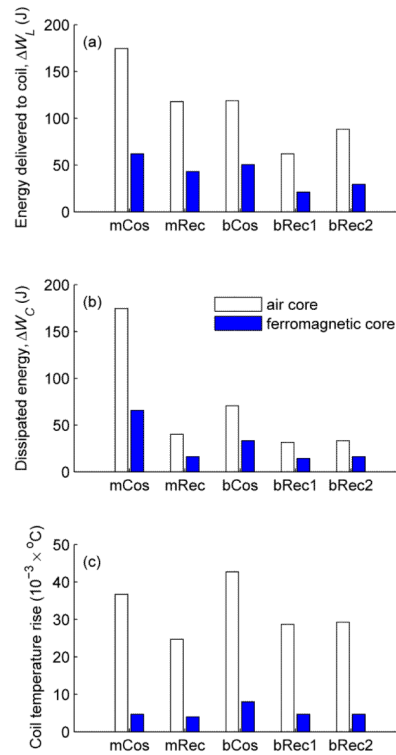 200
150
100
50
0
Energy delivered to coil, ΔW_L (J)
(a)
mCos mRec bCos bRec1 bRec2
200
150
100
50
0
Dissipated energy, ΔW_C (J)
(b)
air core
ferromagnetic core
mCos mRec bCos bRec1 bRec2
50
40
30
20
10
0
Coil temperature rise (10⁻³ × ºC)
(c)
mCos mRec bCos bRec1 bRec2